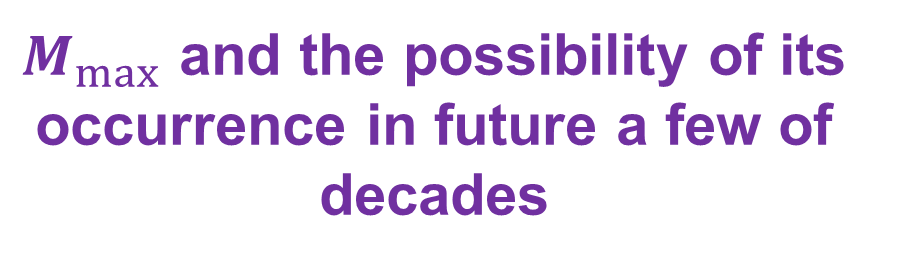 M_max and the possibility of its
occurrence in future a few of
decades